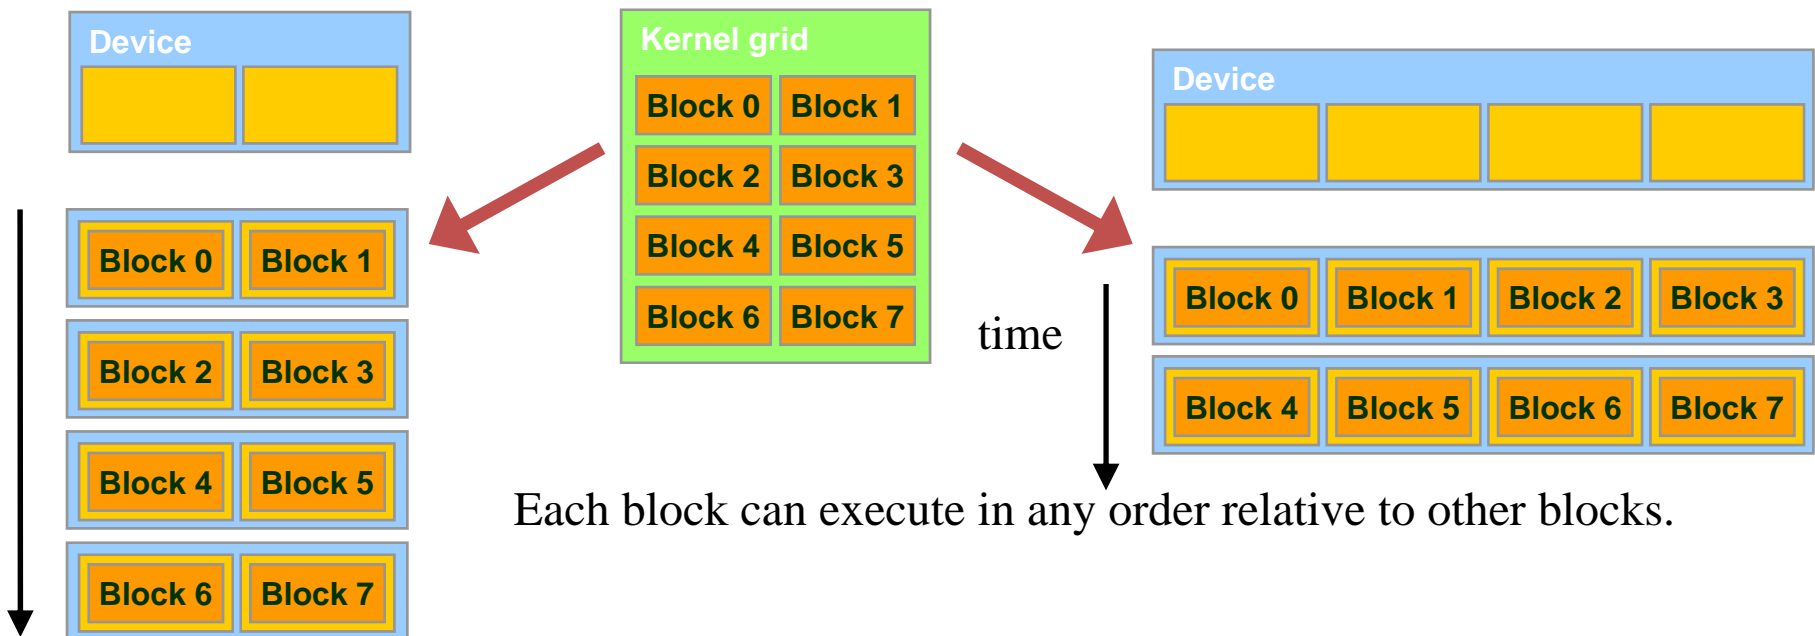 Device
Block 0 Block 1
Block 2 Block 3
Block 4 Block 5
Block 6 Block 7
Kernel grid
Block 0 Block 1
Block 2 Block 3
Block 4 Block 5
Block 6 Block 7
Device
time
Block 0 Block 1 Block 2 Block 3
Block 4 Block 5 Block 6 Block 7
Each block can execute in any order relative to other blocks.